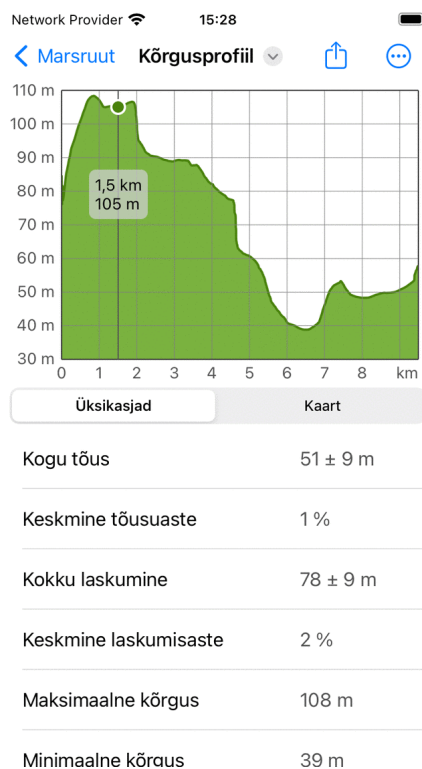 Network Provider 15:28
Marsruut Kõrgusprofiil
110 m
100 m
90 m
80 m
70 m
60 m
50 m
40 m
30 m
1,5 km
105 m
0 1 2 3 4 5 6 7 8 km
Üksikasjad Kaart
Kogu tõus 51 ± 9 m
Keskmine tõusuaste 1 %
Kokku laskumine 78 ± 9 m
Keskmine laskumisaste 2 %
Maksimaalne kõrgus 108 m
Minimaalne kõrgus 39 m